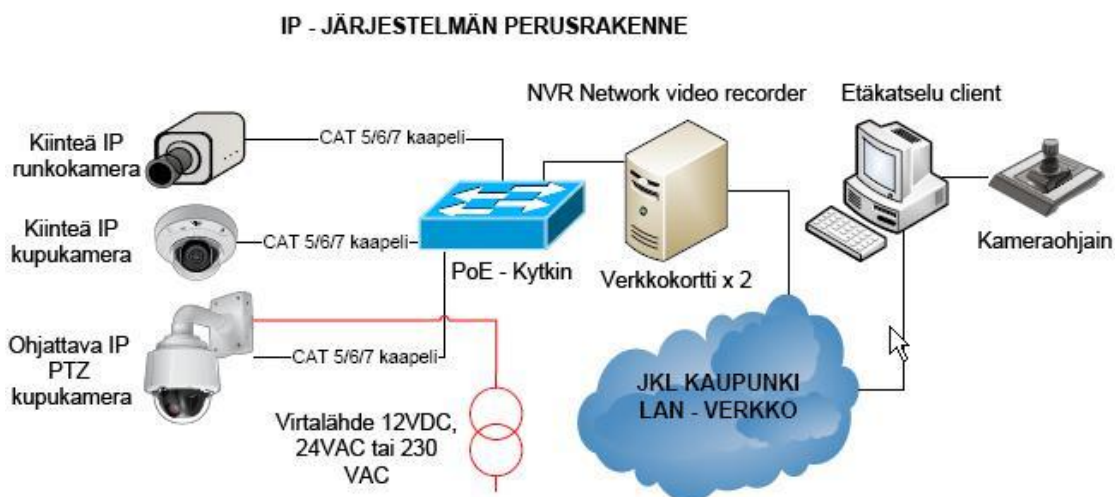 IP - JÄRJESTELMÄN PERUSRAKENNE
NVR Network video recorder
Etäkatselu client
Kiinteä IP
runkokamera
CAT 5/6/7 kaapeli
Kiinteä IP
kupukamera
CAT 5/6/7 kaapeli
PoE - Kytkin
Verkkokortti x 2
Kameraohjain
Ohjattava IP
PTZ
kupukamera
CAT 5/6/7 kaapeli
JKL KAUPUNKI
LAN - VERKKO
Virtalähde 12VDC,
24VAC tai 230
VAC